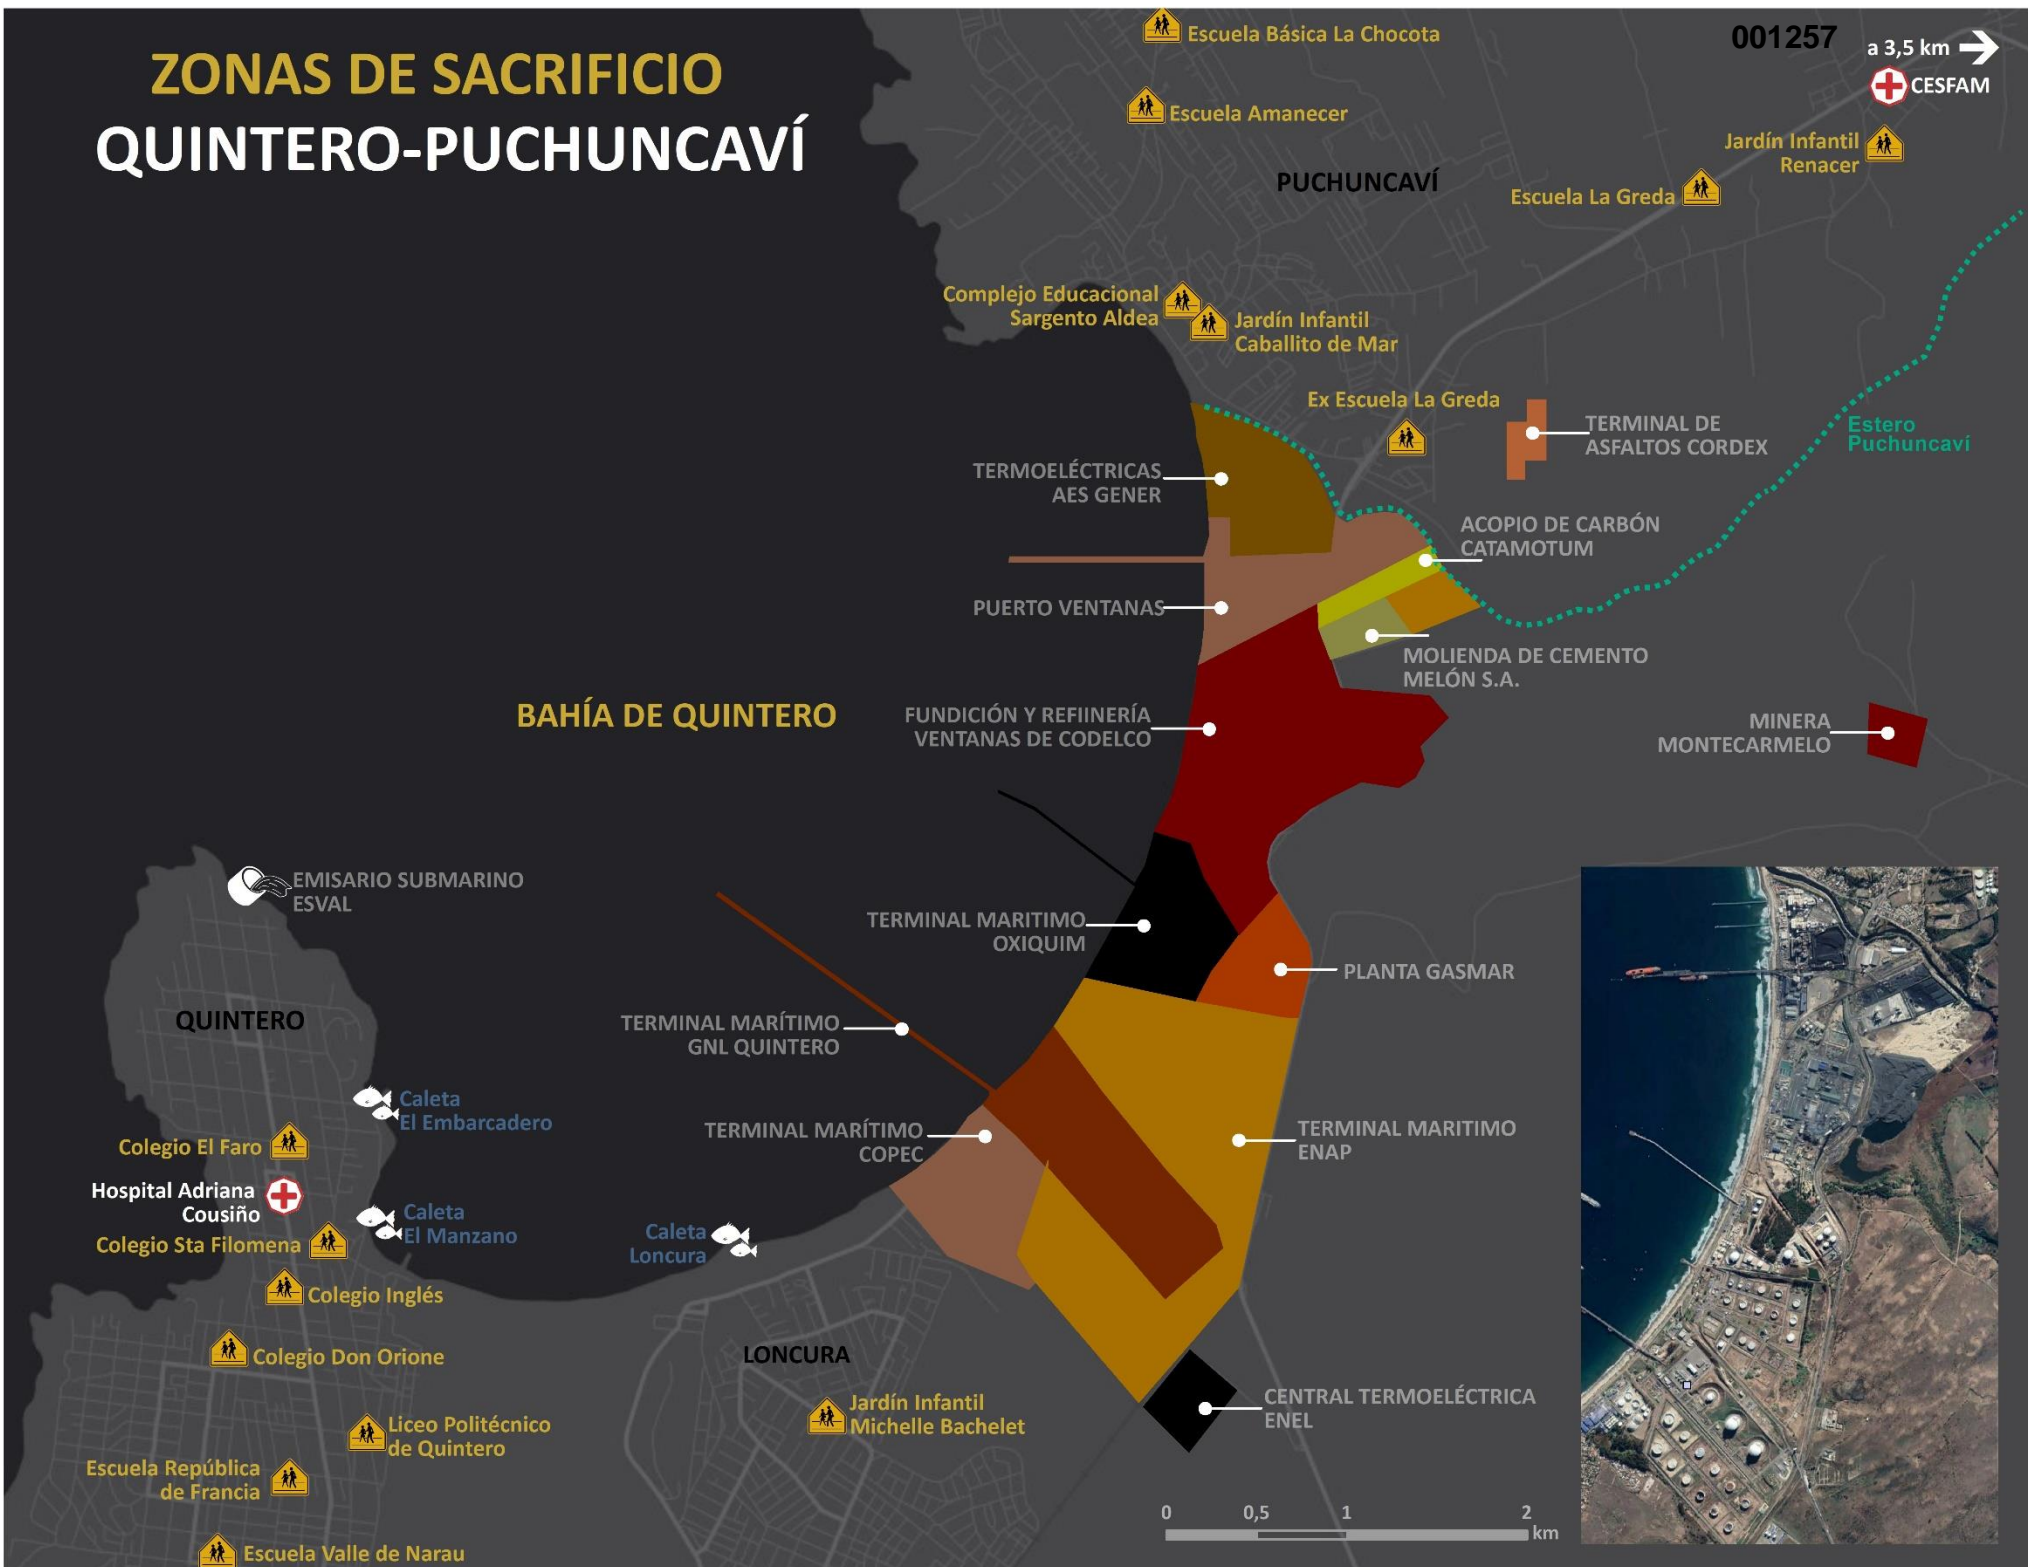 ZONAS DE SACRIFICIO
QUINTERO-PUCHUNCAVÍ
Escuela Básica La Chocota
001257
a 3,5 km
CESFAM
Escuela Amanecer
Jardín Infantil
Renacer
PUCHUNCAVÍ
Escuela La Greda
Complejo Educacional
Sargento Aldea
Jardín Infantil
Caballito de Mar
Ex Escuela La Greda
TERMINAL DE
ASFALTOS CORDEX
Estero
Puchuncaví
TERMOELÉCTRICAS
AES GENER
ACOPIO DE CARBÓN
CATAMOTUM
PUERTO VENTANAS
MOLIENDA DE CEMENTO
MELÓN S.A.
BAHÍA DE QUINTERO
FUNDICIÓN Y REFIINERÍA
VENTANAS DE CODELCO
MINERA
MONTECARMELO
EMISARIO SUBMARINO
ESVAL
TERMINAL MARITIMO
OXIQUIM
PLANTA GASMAR
QUINTERO
TERMINAL MARÍTIMO
GNL QUINTERO
Caleta
El Embarcadero
TERMINAL MARÍTIMO
COPEC
TERMINAL MARITIMO
ENAP
Colegio El Faro
Hospital Adriana
Cousiño
Caleta
El Manzano
Colegio Sta Filomena
Caleta
Loncura
Colegio Inglés
Colegio Don Orione
LONCURA
Jardín Infantil
Michelle Bachelet
CENTRAL TERMOELÉCTRICA
ENEL
Liceo Politécnico
de Quintero
Escuela República
de Francia
Escuela Valle de Narau
0 0,5 1 2
km